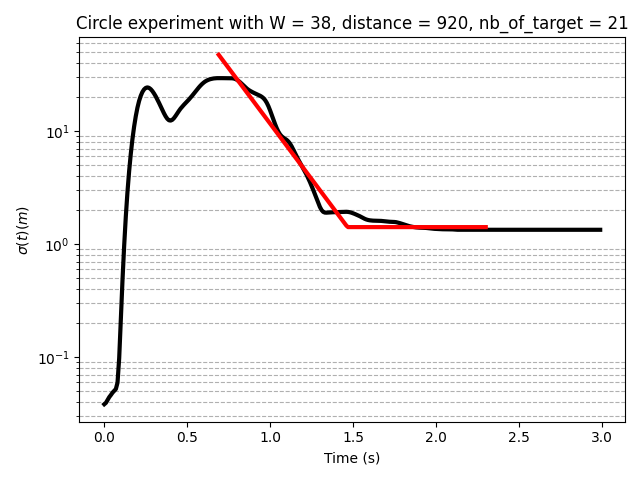 Circle experiment with W = 38, distance = 920, nb_of_target = 21
σ(t)(m)
10¹
10⁰
10⁻¹
0.0 0.5 1.0 1.5 2.0 2.5 3.0
Time (s)